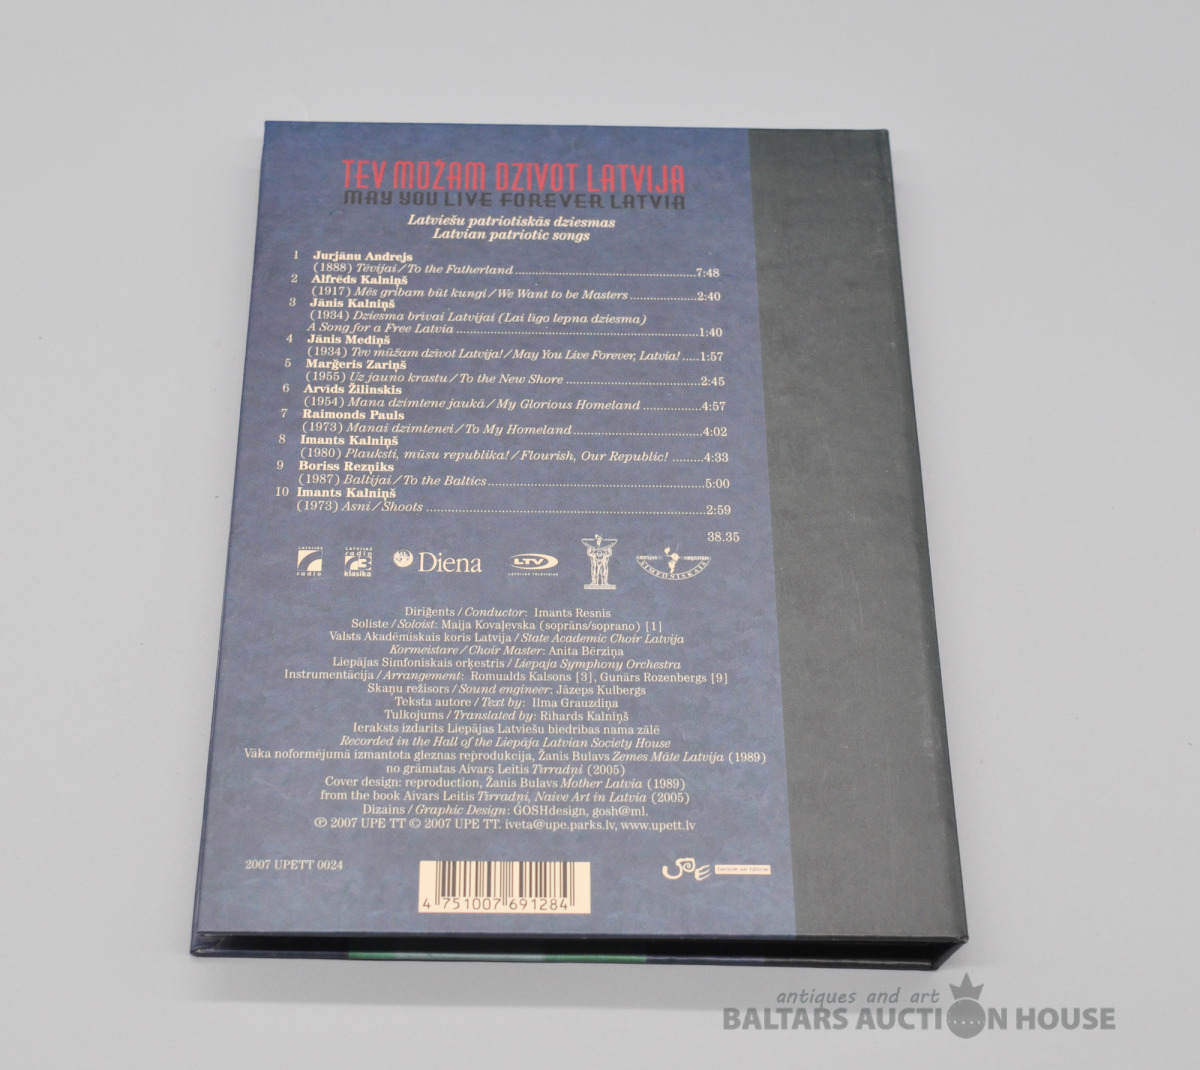 TEV MŪŽAM DZĪVOT LATVIJA
MAY YOU LIVE FOREVER LATVIA
Latviešu patriotiskās dziesmas
Latvian patriotic songs
1 Jurjānu Andrejs
(1888) Tēvijai/To the Fatherland ........ 7:48
2 Alfrēds Kalniņš
(1917) Mēs gribam būt kungi/We Want to be Masters ........ 2:40
3 Jānis Kalniņš
(1934) Dziesma brīvai Latvijai (Lai līgo lepna dziesma)
A Song for a Free Latvia ........ 1:40
4 Jānis Mediņš
(1934) Tev mūžam dzīvot Latvija!/May You Live Forever, Latvia! ..... 1:57
5 Marģeris Zariņš
(1955) Uz jauno krastu/To the New Shore ........ 2:45
6 Arvīds Žilinskis
(1954) Mana dzimtene jaukā/My Glorious Homeland ........ 4:57
7 Raimonds Pauls
(1973) Manai dzimtenei/To My Homeland ........ 4:02
8 Imants Kalniņš
(1980) Plauksti, mūsu republika!/Flourish, Our Republic! ........ 4:33
9 Boriss Rezņiks
(1987) Baltijai/To the Baltics ........ 5:00
10 Imants Kalniņš
(1973) Asni/Shoots ........ 2:59
38.35
LATVIJAS radio
LATVIJAS radio 3 klasika
Diena
LTV
LATVIJAS TELEVĪZIJA
LIEPĀJAS SIMFONISKAIS
Diriģents / Conductor: Imants Resnis
Soliste / Soloist: Maija Kovaļevska (soprāns/soprano) [1]
Valsts Akadēmiskais koris Latvija / State Academic Choir Latvija
Kormeistare / Choir Master: Anita Bērziņa
Liepājas Simfoniskais orķestris / Liepaja Symphony Orchestra
Instrumentācija / Arrangement: Romualds Kalsons [3], Gunārs Rozenbergs [9]
Skaņu režisors / Sound engineer: Jāzeps Kulbergs
Teksta autore / Text by: Ilma Grauzdiņa
Tulkojums / Translated by: Rihards Kalniņš
Ieraksts izdarīts Liepājas Latviešu biedrības nama zālē
Recorded in the Hall of the Liepāja Latvian Society House
Vāka noformējumā izmantota gleznas reprodukcija, Žanis Bulavs Zemes Māte Latvija (1989)
no grāmatas Aivars Leitis Tīrradņi (2005)
Cover design: reproduction, Žanis Bulavs Mother Latvia (1989)
from the book Aivars Leitis Tīrradņi, Naive Art in Latvia (2005)
Dizains / Graphic Design: GOSHdesign, gosh@ml.
℗ 2007 UPE TT © 2007 UPE TT. iveta@upe.parks.lv, www.upett.lv
2007 UPETT 0024
4 751007 691284
UPE
antiques and art
BALTARS AUCTION HOUSE